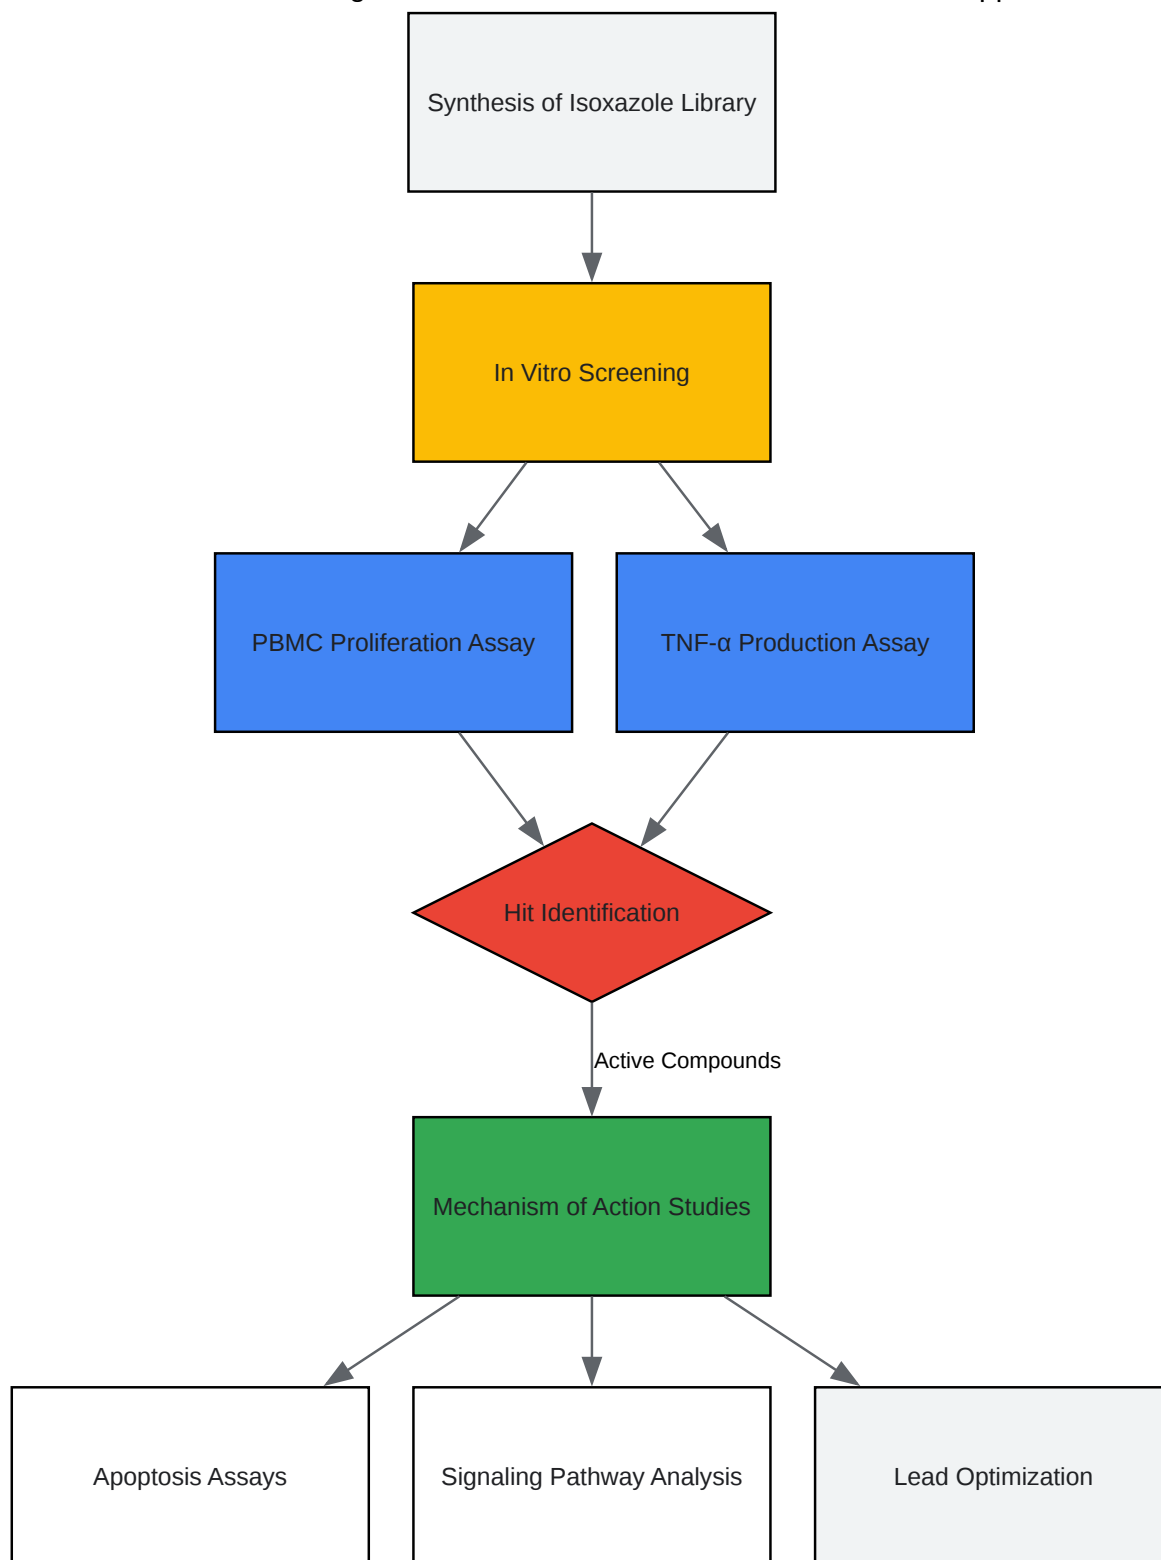 Synthesis of Isoxazole Library
In Vitro Screening
PBMC Proliferation Assay
TNF-α Production Assay
Hit Identification
Active Compounds
Mechanism of Action Studies
Apoptosis Assays
Signaling Pathway Analysis
Lead Optimization